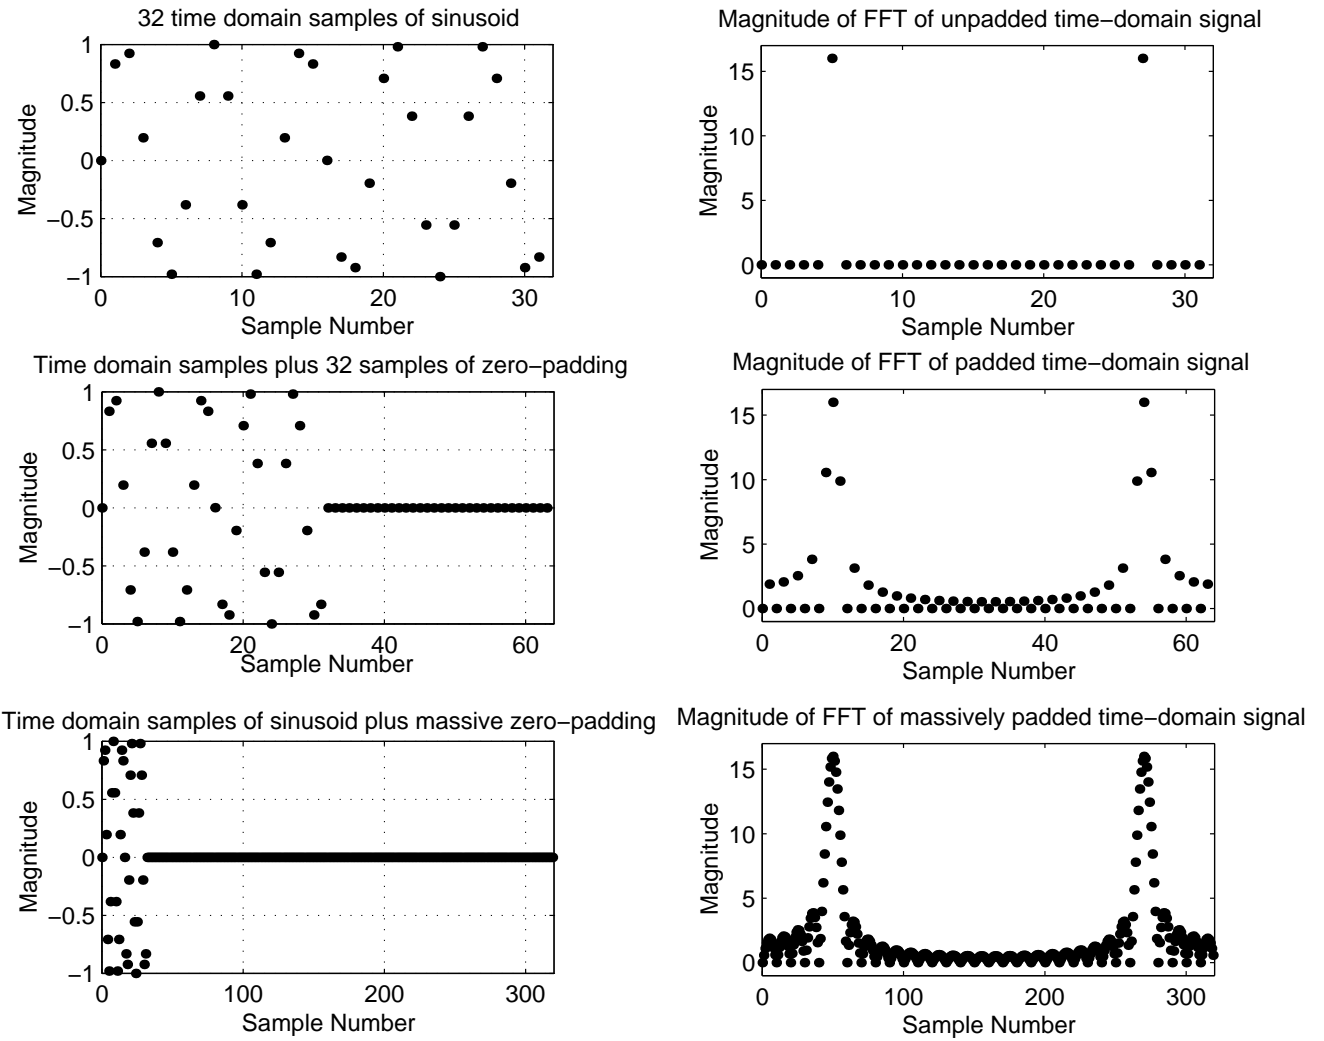 32 time domain samples of sinusoid
1
0.5
0
−0.5
−1
Magnitude
0 10 20 30
Sample Number
Magnitude of FFT of unpadded time−domain signal
15
10
5
0
Magnitude
0 10 20 30
Sample Number
Time domain samples plus 32 samples of zero−padding
1
0.5
0
−0.5
−1
Magnitude
0 20 40 60
Sample Number
Magnitude of FFT of padded time−domain signal
15
10
5
0
Magnitude
0 20 40 60
Sample Number
Time domain samples of sinusoid plus massive zero−padding
1
0.5
0
−0.5
−1
Magnitude
0 100 200 300
Sample Number
Magnitude of FFT of massively padded time−domain signal
15
10
5
0
Magnitude
0 100 200 300
Sample Number